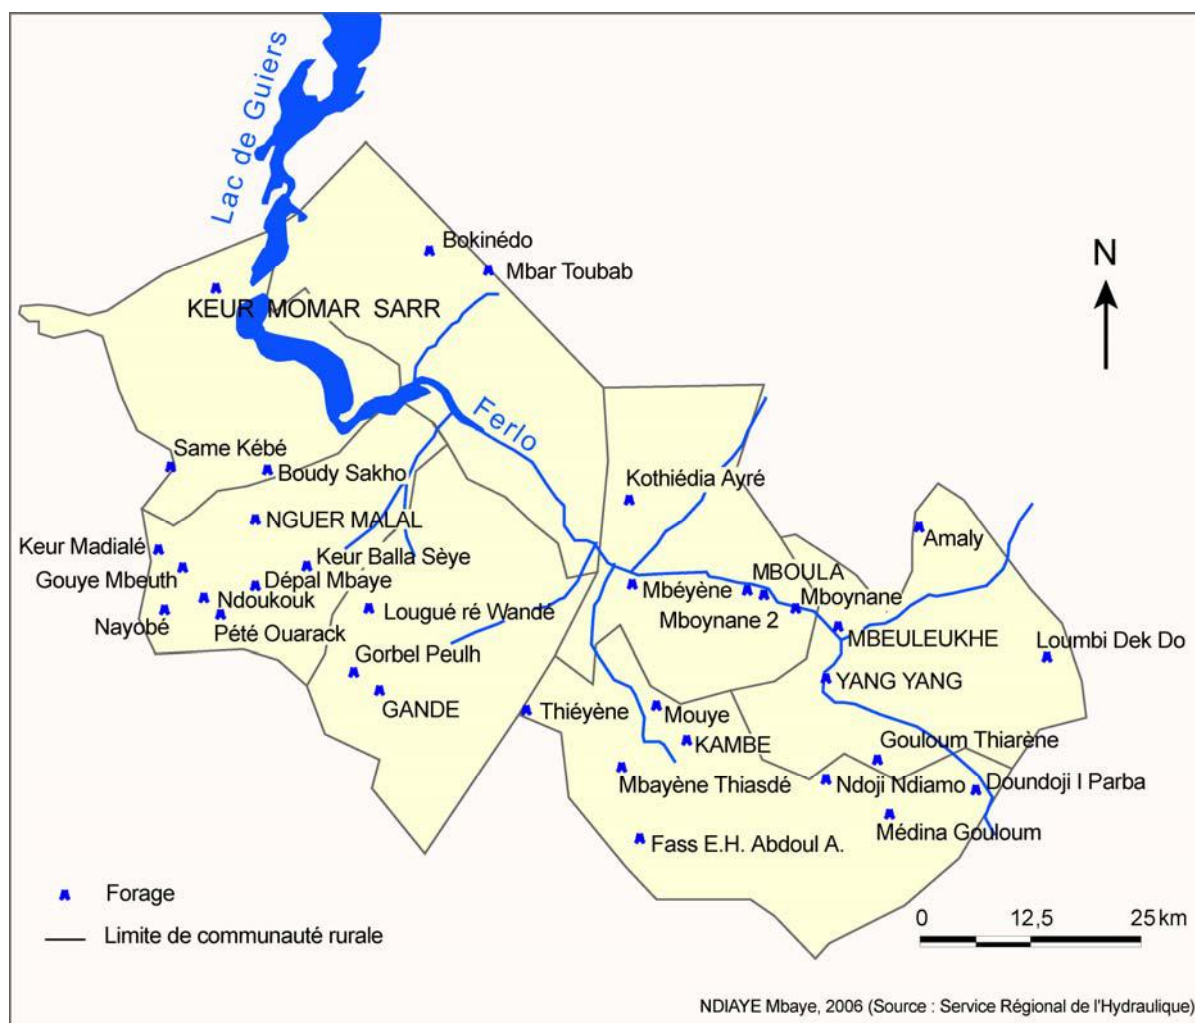 Lac de Guiers
Bokinédo
Mbar Toubab
N
KEUR MOMAR SARR
Ferlo
Same Kébé
Boudy Sakho
Kothiédia Ayré
NGUER MALAL
Amaly
Keur Madialé
Keur Balla Sèye
Gouye Mbeuth
Dépal Mbaye
Mbéyène
MBOULA
Ndoukouk
Lougué ré Wande
Mboynane
Nayobé
Pété Ouarack
Mboynane 2
MBEULEUKHE
Loumbi Dek Do
Gorbel Peulh
YANG YANG
GANDE
Thiéyène
Mouye
KAMBE
Gouloum Thiarène
Mbayène Thiasdé
Ndoji Ndiamo
Doundoji I Parba
Médina Gouloum
Fass E.H. Abdoul A.
Forage
Limite de communauté rurale
0 12,5 25 km
NDIAYE Mbaye, 2006 (Source : Service Régional de l'Hydraulique)